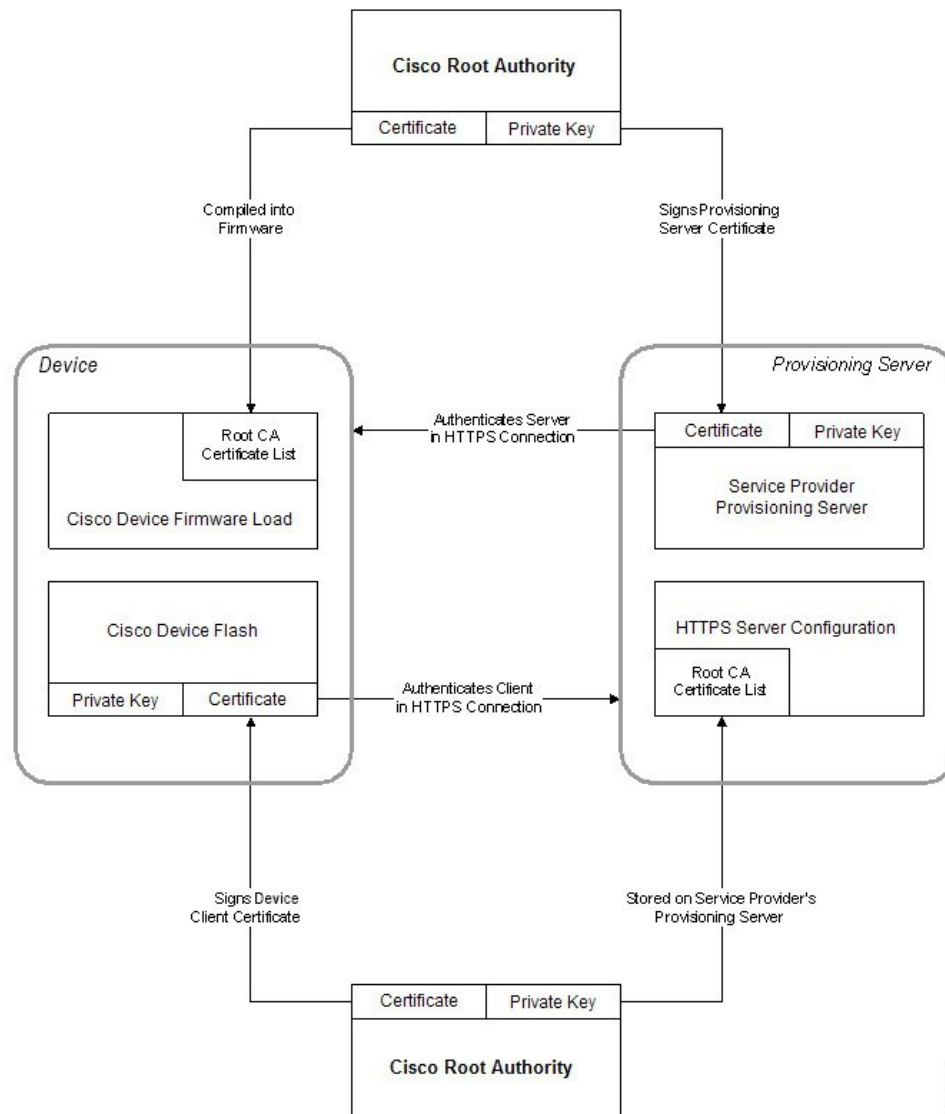 Cisco Root Authority
Certificate
Private Key
Compiled into
Firmware
Signs Provisioning
Server Certificate
Device
Provisioning Server
Root CA
Certificate List
Cisco Device Firmware Load
Authenticates Server
in HTTPS Connection
Certificate
Private Key
Service Provider
Provisioning Server
Cisco Device Flash
Private Key
Certificate
Authenticates Client
in HTTPS Connection
HTTPS Server Configuration
Root CA
Certificate List
Signs Device
Client Certificate
Stored on Service Provider's
Provisioning Server
Certificate
Private Key
Cisco Root Authority